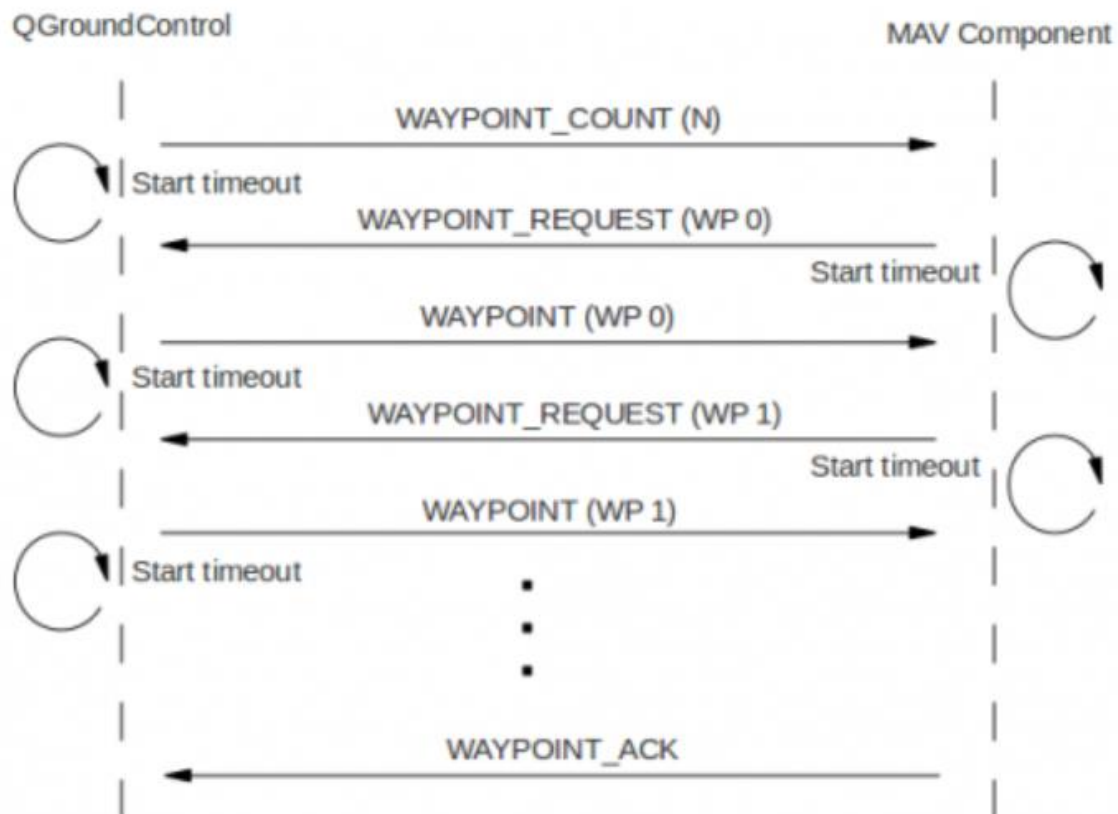 QGroundControl
MAV Component
WAYPOINT_COUNT (N)
Start timeout
WAYPOINT_REQUEST (WP 0)
Start timeout
WAYPOINT (WP 0)
Start timeout
WAYPOINT_REQUEST (WP 1)
Start timeout
WAYPOINT (WP 1)
Start timeout
WAYPOINT_ACK